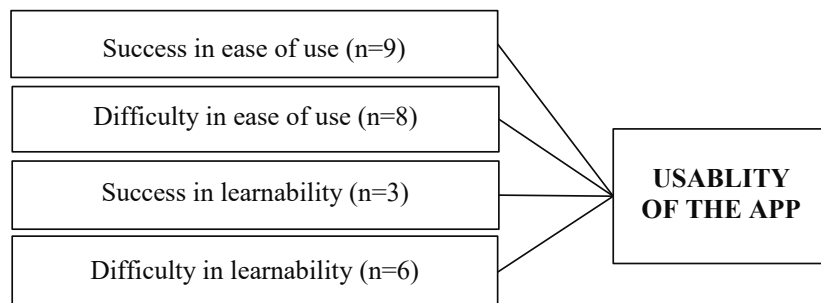 Success in ease of use (n=9)
Difficulty in ease of use (n=8)
Success in learnability (n=3)
Difficulty in learnability (n=6)
USABLITY
OF THE APP